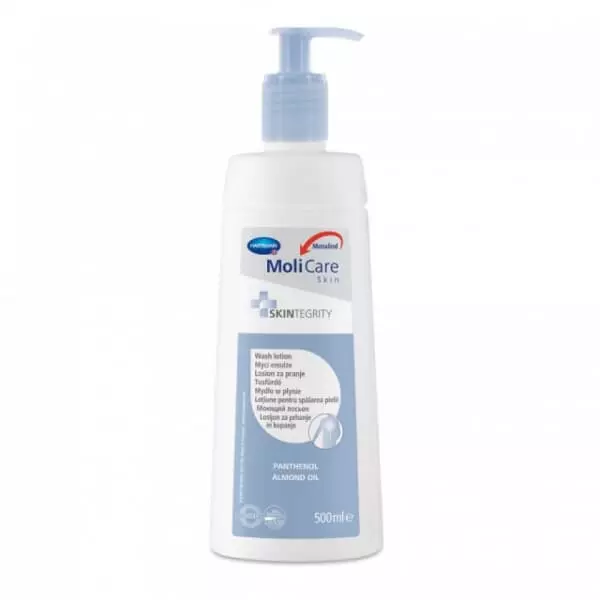 HARTMANN
Menalind
MoliCare
Skin
SKINTEGRITY
Wash lotion
Mycí emulze
Losion za pranje
Tusfürdő
Mydło w płynie
Loțiune pentru spălarea pielii
Моющий лосьон
Losjon za prhanje
in kopanje
PANTHENOL
ALMOND OIL
500ml℮